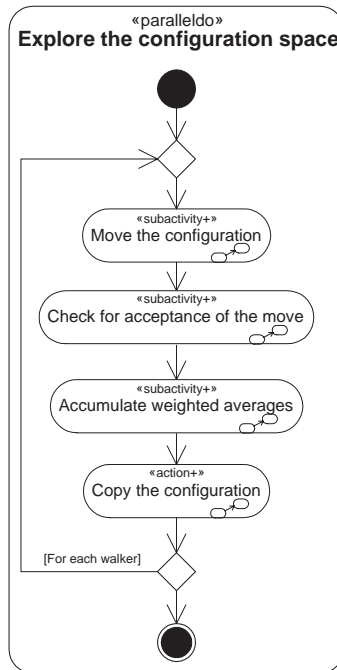 «paralleldo»
Explore the configuration space
«subactivity+»
Move the configuration
«subactivity+»
Check for acceptance of the move
«subactivity+»
Accumulate weighted averages
«action+»
Copy the configuration
[For each walker]